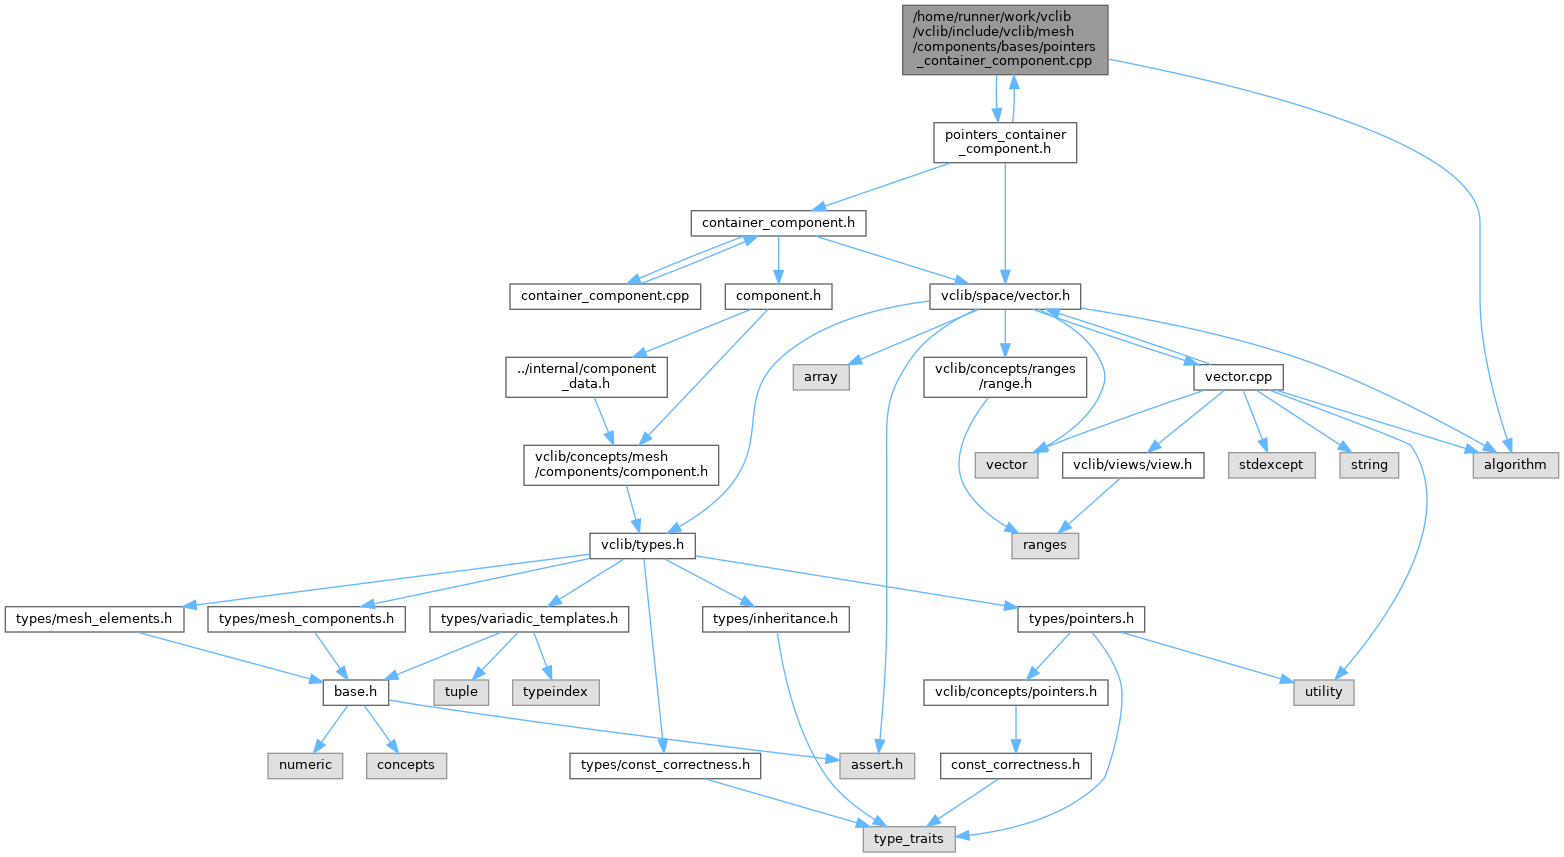 /home/runner/work/vclib
/vclib/include/vclib/mesh
/components/bases/pointers
_container_component.cpp
pointers_container
_component.h
container_component.h
container_component.cpp
component.h
vclib/space/vector.h
../internal/component
_data.h
array
vclib/concepts/ranges
/range.h
vector.cpp
vclib/concepts/mesh
/components/component.h
vector
vclib/views/view.h
stdexcept
string
algorithm
vclib/types.h
ranges
types/mesh_elements.h
types/mesh_components.h
types/variadic_templates.h
types/inheritance.h
types/pointers.h
base.h
tuple
typeindex
vclib/concepts/pointers.h
utility
numeric
concepts
types/const_correctness.h
assert.h
const_correctness.h
type_traits